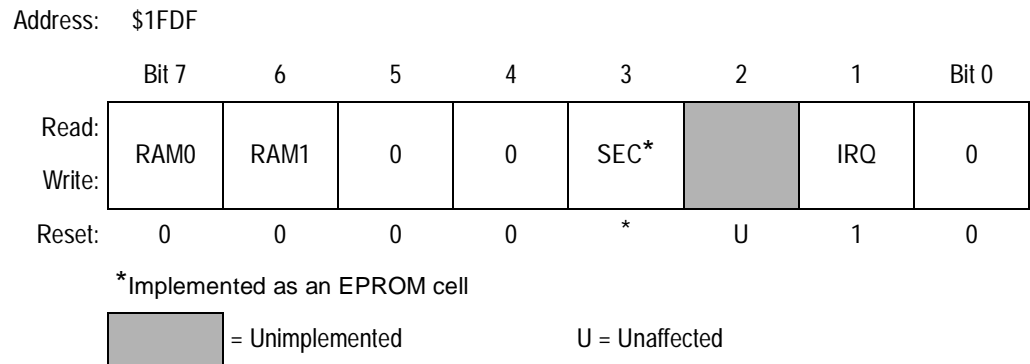 Address: $1FDF
Bit 7 6 5 4 3 2 1 Bit 0
Read:
RAM0 RAM1 0 0 SEC* IRQ 0
Write:
Reset: 0 0 0 0 * U 1 0
*Implemented as an EPROM cell
= Unimplemented U = Unaffected